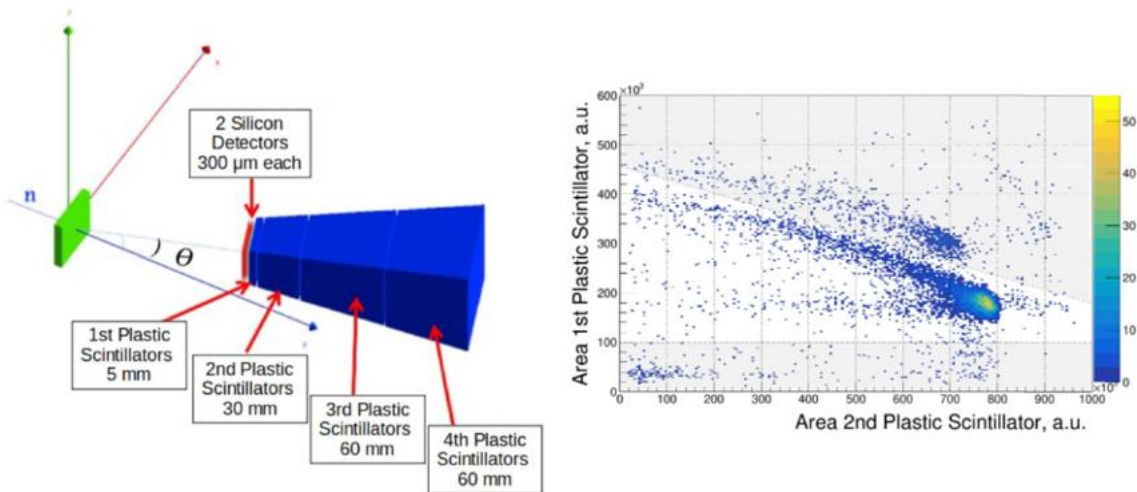 y
x
n
θ
z
2 Silicon
Detectors
300 µm each
1st Plastic
Scintillators
5 mm
2nd Plastic
Scintillators
30 mm
3rd Plastic
Scintillators
60 mm
4th Plastic
Scintillators
60 mm
×10³
600
500
400
300
200
100
0
Area 1st Plastic Scintillator, a.u.
0 100 200 300 400 500 600 700 800 900 1000
Area 2nd Plastic Scintillator, a.u.
50
40
30
20
10
0